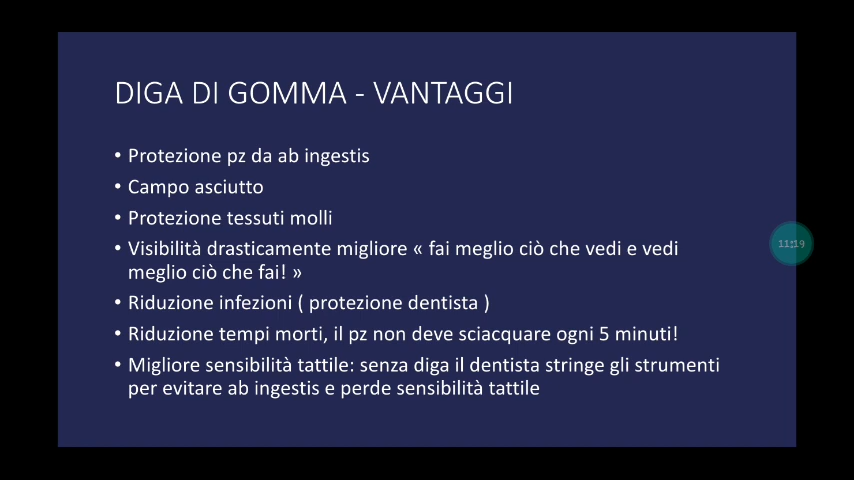 DIGA DI GOMMA - VANTAGGI
• Protezione pz da ab ingestis
• Campo asciutto
• Protezione tessuti molli
• Visibilità drasticamente migliore « fai meglio ciò che vedi e vedi
meglio ciò che fai! »
• Riduzione infezioni ( protezione dentista )
• Riduzione tempi morti, il pz non deve sciacquare ogni 5 minuti!
• Migliore sensibilità tattile: senza diga il dentista stringe gli strumenti
per evitare ab ingestis e perde sensibilità tattile
11:19